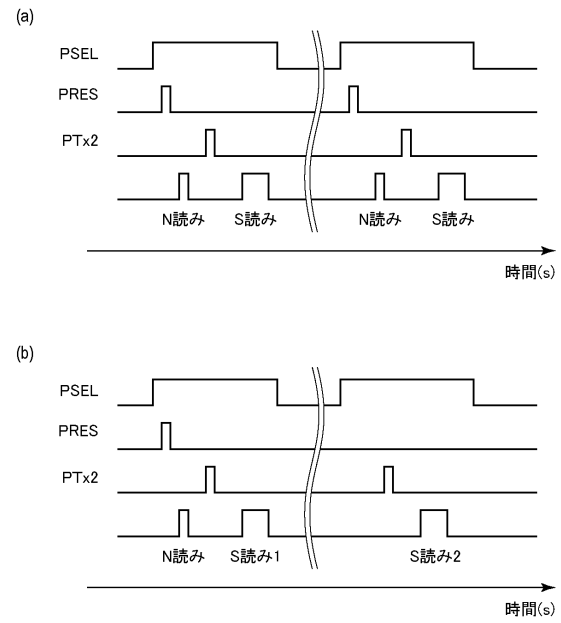 (a)
PSEL
PRES
PTx2
N読み S読み N読み S読み
時間(s)
(b)
PSEL
PRES
PTx2
N読み S読み1 S読み2
時間(s)